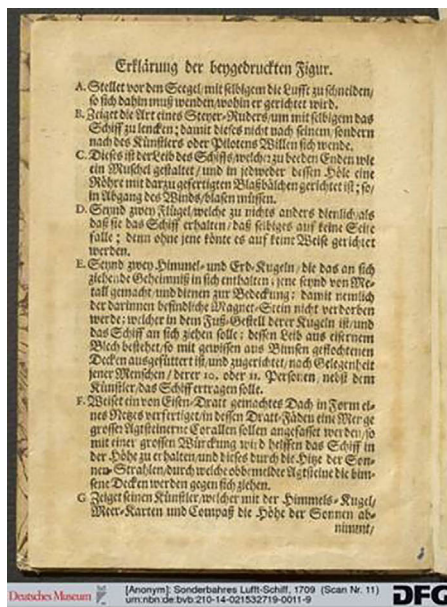 Erklärung der beygedruckten Figur.
A. Stellet vor den Seegel/mit selbigem die Lufft zu schneiden/
so sich dahin muß wenden/wohin er gerichtet wird.
B. Zeiget die Art eines Steyer-Ruders/um mit selbigem das
Schiff zu lencken; damit dieses nicht nach seinem/sondern
nach des Künstlers oder Pilotens Willen sich wende.
C. Dieses ist der Leib des Schiffs/welches zu beeden Enden wie
ein Muschel gestaltet/ und in jedweder dessen Höle eine
Röhre mit darzu gefertigten Blaßbälchen gerichtet ist; so/
in Abgang des Winds/blasen müssen.
D. Seynd zwey Flügel/welche zu nichts anders dienlich/als
daß sie das Schiff erhalten/daß selbiges auf keine Seite
falle; denn ohne jene könte es auf keine Weise gerichtet
werden.
E. Seynd zwey Himmel- und Erd-Kugeln/die das an sich
ziehende Geheimniß in sich enthalten; jene seynd von Me-
tall gemacht/und dienen zur Bedeckung; damit nemlich
der darinnen befindliche Magnet-Stein nicht verdorben
werde; welcher in dem Fuß-Gestell derer Kugeln ist/und
das Schiff an sich ziehen solle; dessen Leib aus eisernem
Blech bestehet/so mit gewissen aus Bimsen geflochtenen
Decken ausgefüttert ist/und zugerichtet/nach Gelegenheit
jener Menschen/ derer 10. oder 11. Personen/nebst dem
Künstler/das Schiff ertragen solle.
F. Weiset ein von Eisen-Dratt gemachtes Dach in Form ei-
nes Netzes verfertiget/in dessen Dratt-Fäden eine Menge
grosser Agtsteinerne Corallen sollen angefasset werden/so
mit einer grossen Würckung wird helffen das Schiff in
der Höhe zu erhalten/und dieses durch die Hitze der Son-
nen-Strahlen/durch welche obbemeldte Agtsteine die bim-
sene Decken werden gegen sich ziehen.
G Zeiget seinen Künstler/welcher mit der Himmels-Kugel/
Meer-Karten und Compaß die Höhe der Sonnen ab-
nimmt/
Deutsches Museum
[Anonym]: Sonderbahres Lufft-Schiff, 1709 (Scan Nr. 11)
urn:nbn:de:bvb:210-14-021532719-0011-9
DFG